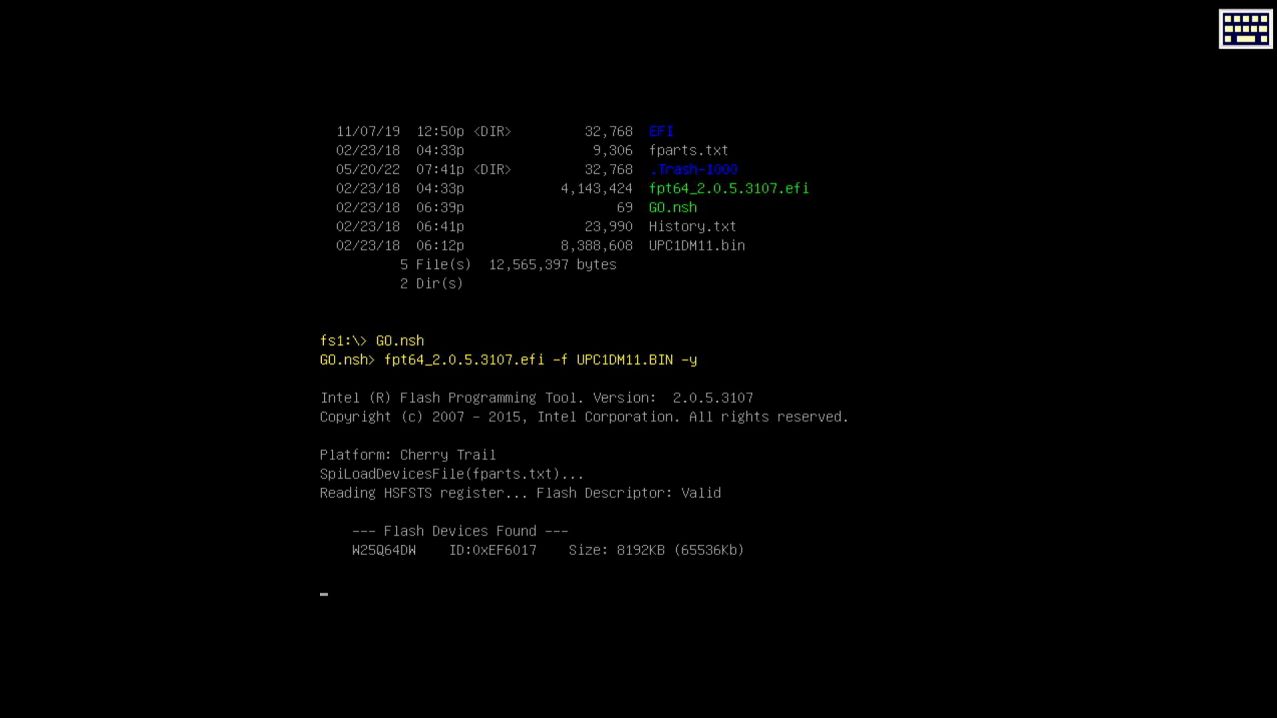 11/07/19 12:50p <DIR> 32,768 EFI
02/23/18 04:33p 9,306 fparts.txt
05/20/22 07:41p <DIR> 32,768 .Trash-1000
02/23/18 04:33p 4,143,424 fpt64_2.0.5.3107.efi
02/23/18 06:39p 69 GO.nsh
02/23/18 06:41p 23,990 History.txt
02/23/18 06:12p 8,388,608 UPC1DM11.bin
5 File(s) 12,565,397 bytes
2 Dir(s)
fs1:\> GO.nsh
GO.nsh> fpt64_2.0.5.3107.efi -f UPC1DM11.BIN -y
Intel (R) Flash Programming Tool. Version: 2.0.5.3107
Copyright (c) 2007 - 2015, Intel Corporation. All rights reserved.
Platform: Cherry Trail
SpiLoadDevicesFile(fparts.txt)...
Reading HSFSTS register... Flash Descriptor: Valid
--- Flash Devices Found ---
W25Q64DW ID:0xEF6017 Size: 8192KB (65536Kb)